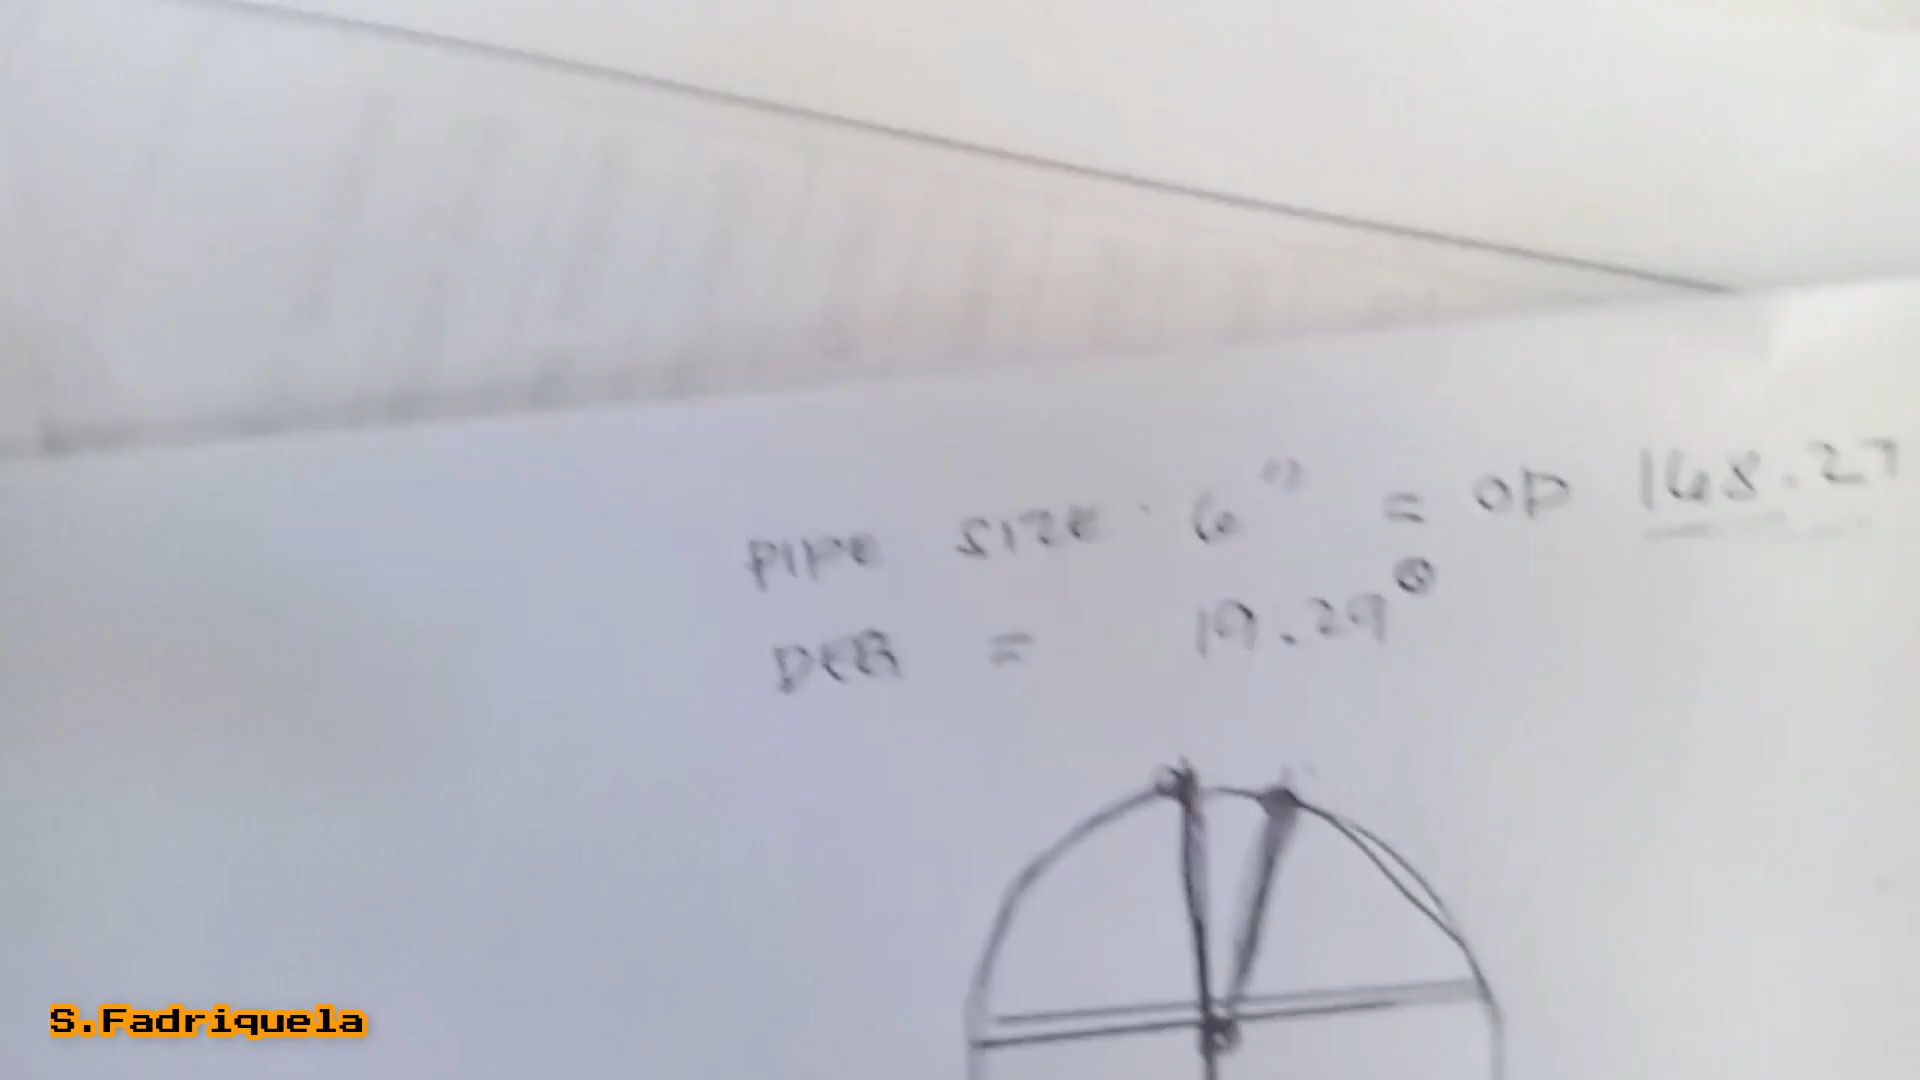 PIPE SIZE. 6" = OD 168.27
DEG = 19.29°
S.Fadriquela